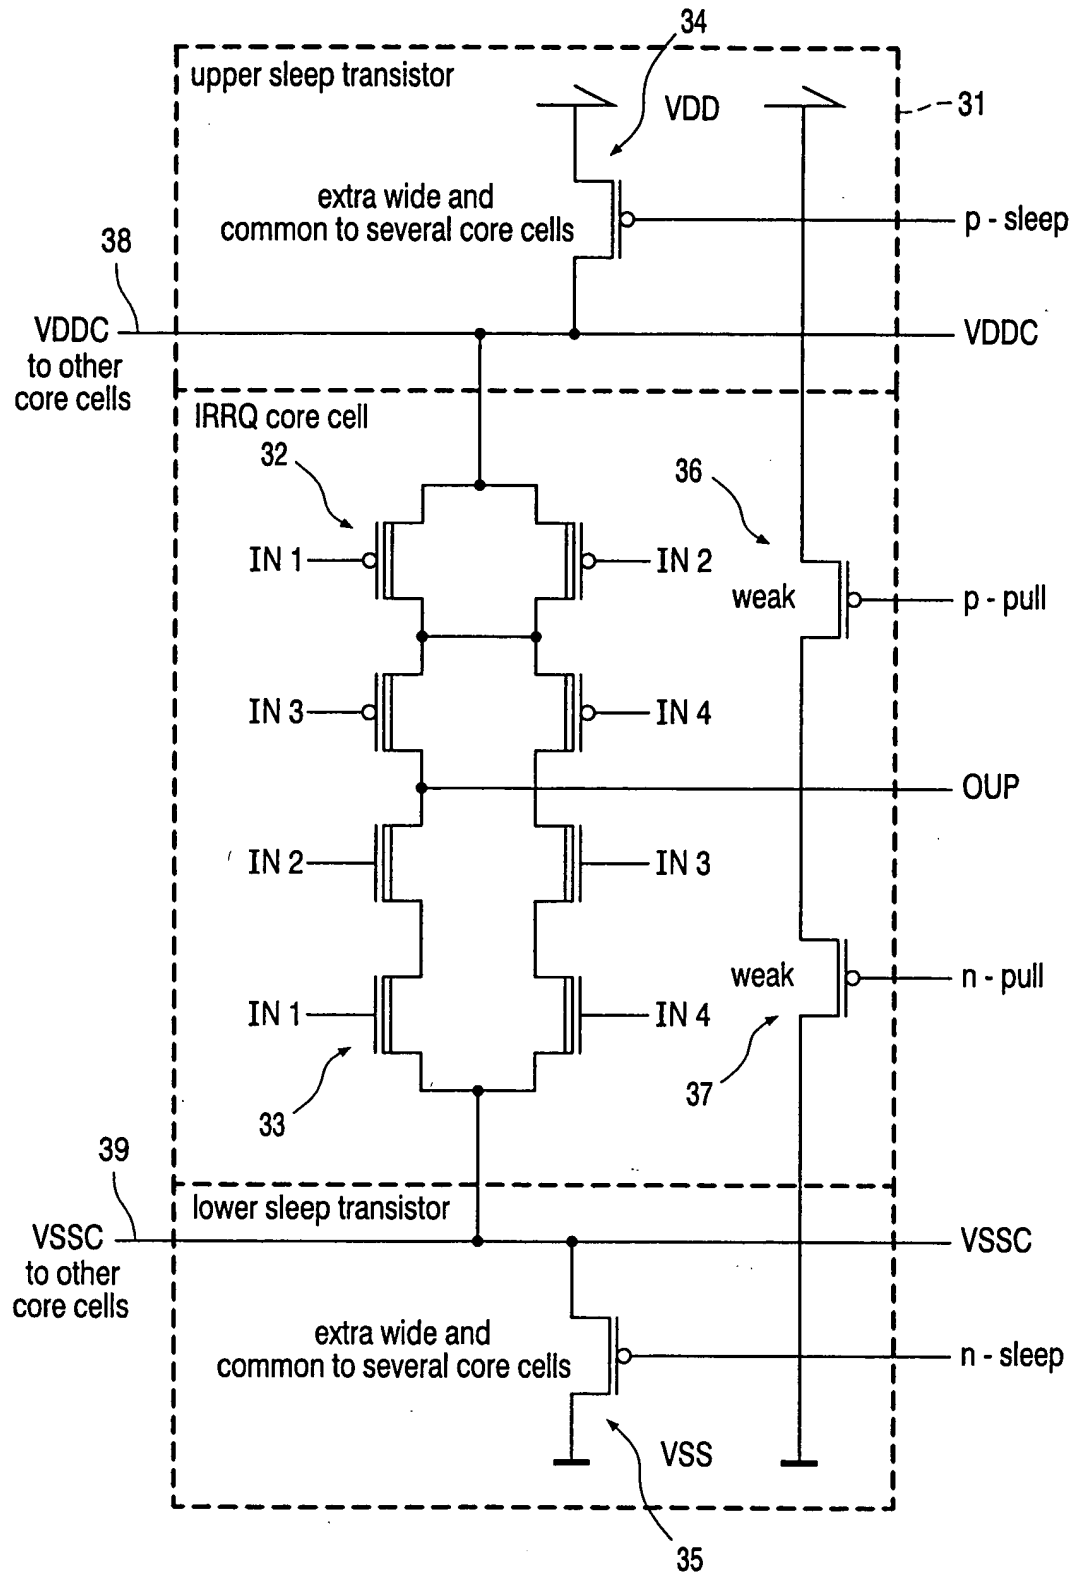 34
upper sleep transistor
VDD
31
extra wide and
common to several core cells
p - sleep
38
VDDC
to other
core cells
VDDC
IRRQ core cell
32
36
IN 1
IN 2
weak
p - pull
IN 3
IN 4
OUP
IN 2
IN 3
weak
n - pull
IN 1
IN 4
37
33
39
lower sleep transistor
VSSC
to other
core cells
VSSC
extra wide and
common to several core cells
n - sleep
VSS
35